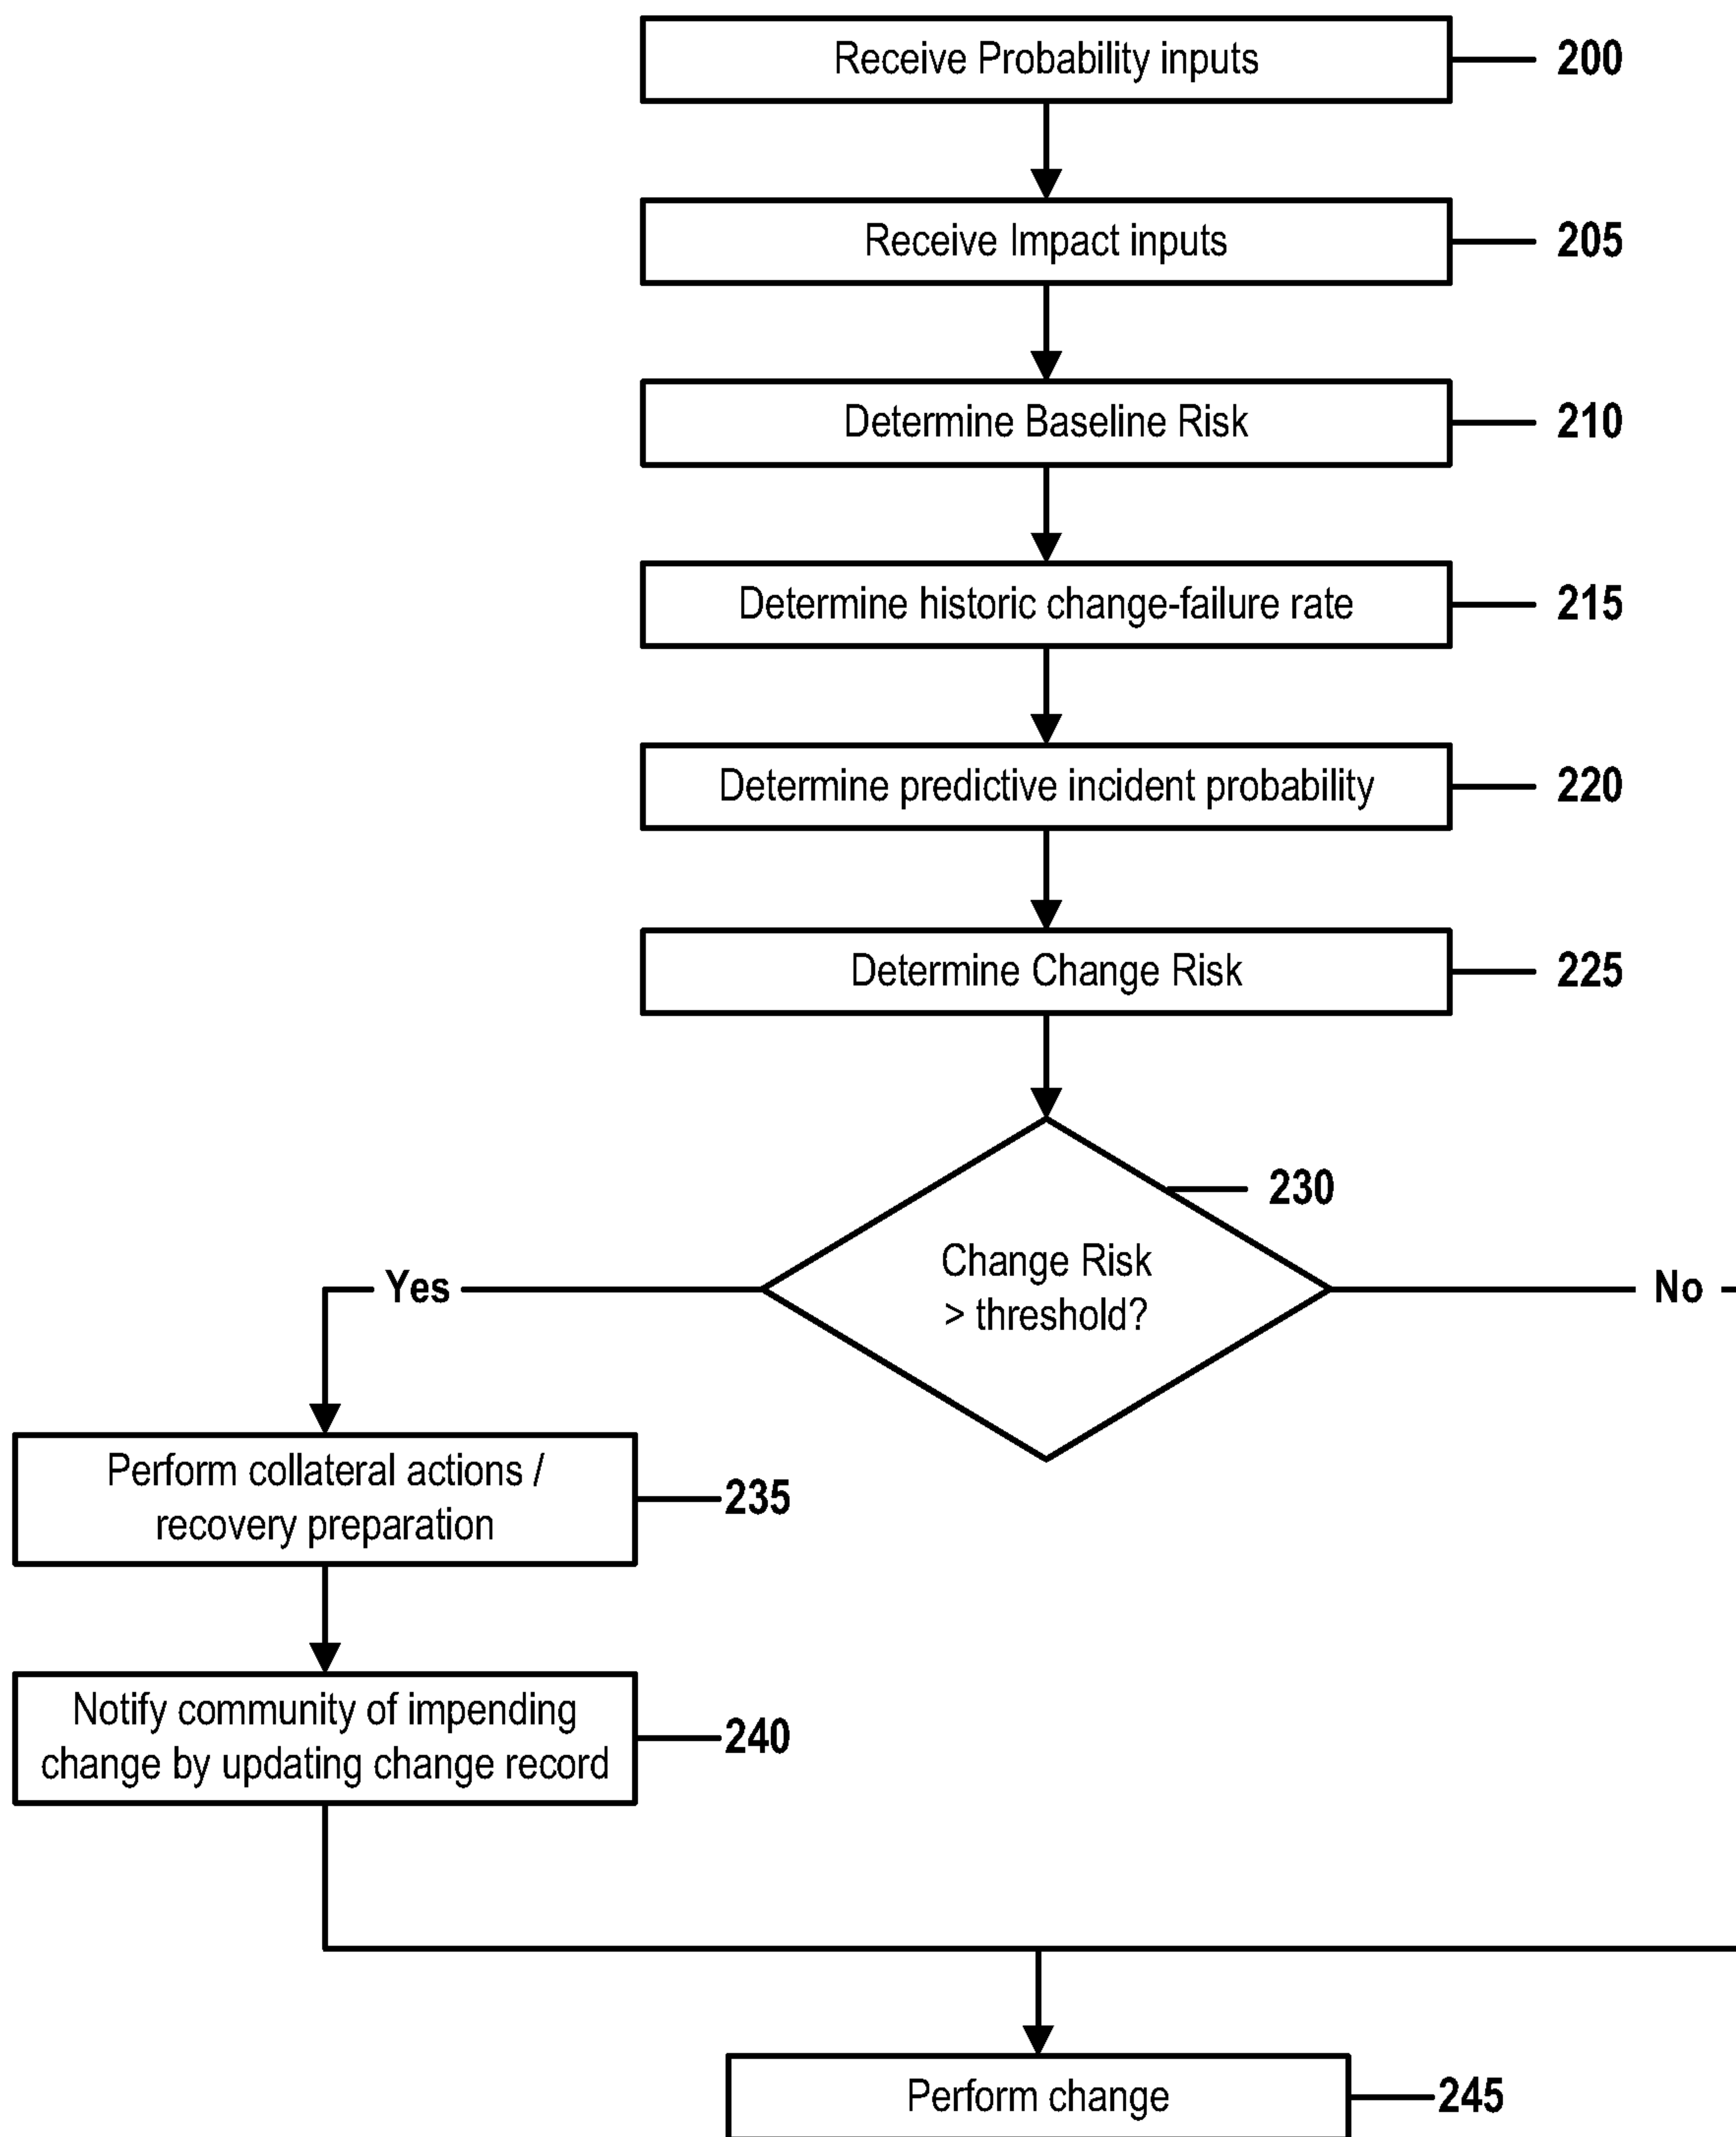 Receive Probability inputs
200
Receive Impact inputs
205
Determine Baseline Risk
210
Determine historic change-failure rate
215
Determine predictive incident probability
220
Determine Change Risk
225
230
Change Risk
> threshold?
Yes
No
Perform collateral actions /
recovery preparation
235
Notify community of impending
change by updating change record
240
Perform change
245